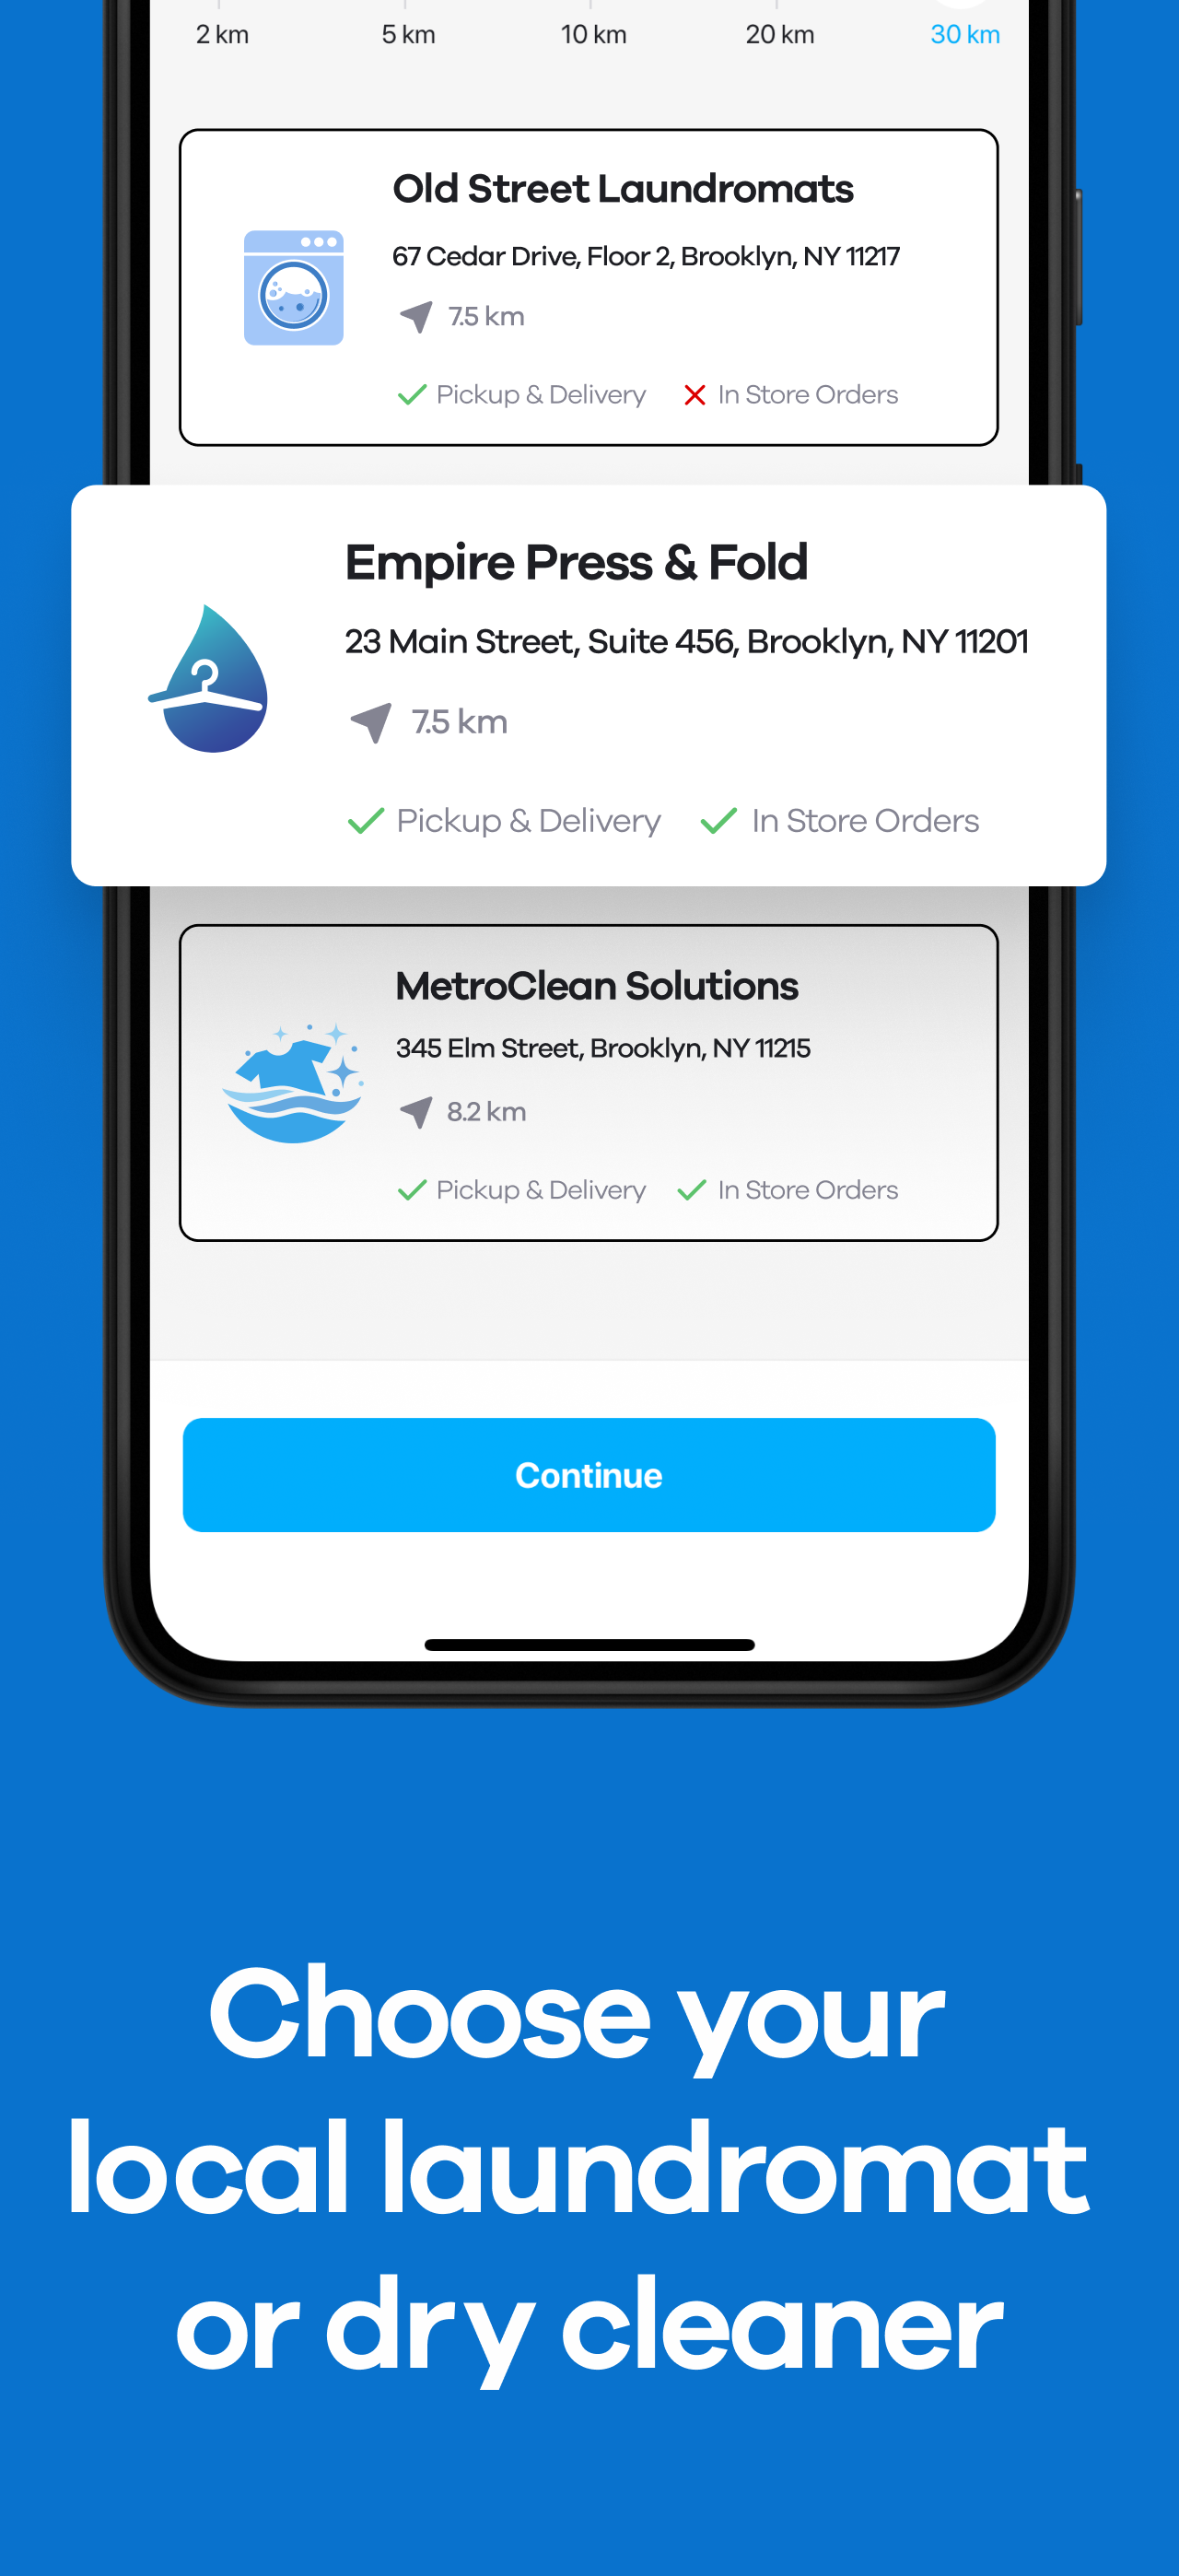 2 km 5 km 10 km 20 km 30 km
Old Street Laundromats
67 Cedar Drive, Floor 2, Brooklyn, NY 11217
7.5 km
Pickup & Delivery In Store Orders
Empire Press & Fold
23 Main Street, Suite 456, Brooklyn, NY 11201
7.5 km
Pickup & Delivery In Store Orders
MetroClean Solutions
345 Elm Street, Brooklyn, NY 11215
8.2 km
Pickup & Delivery In Store Orders
Continue
Choose your
local laundromat
or dry cleaner